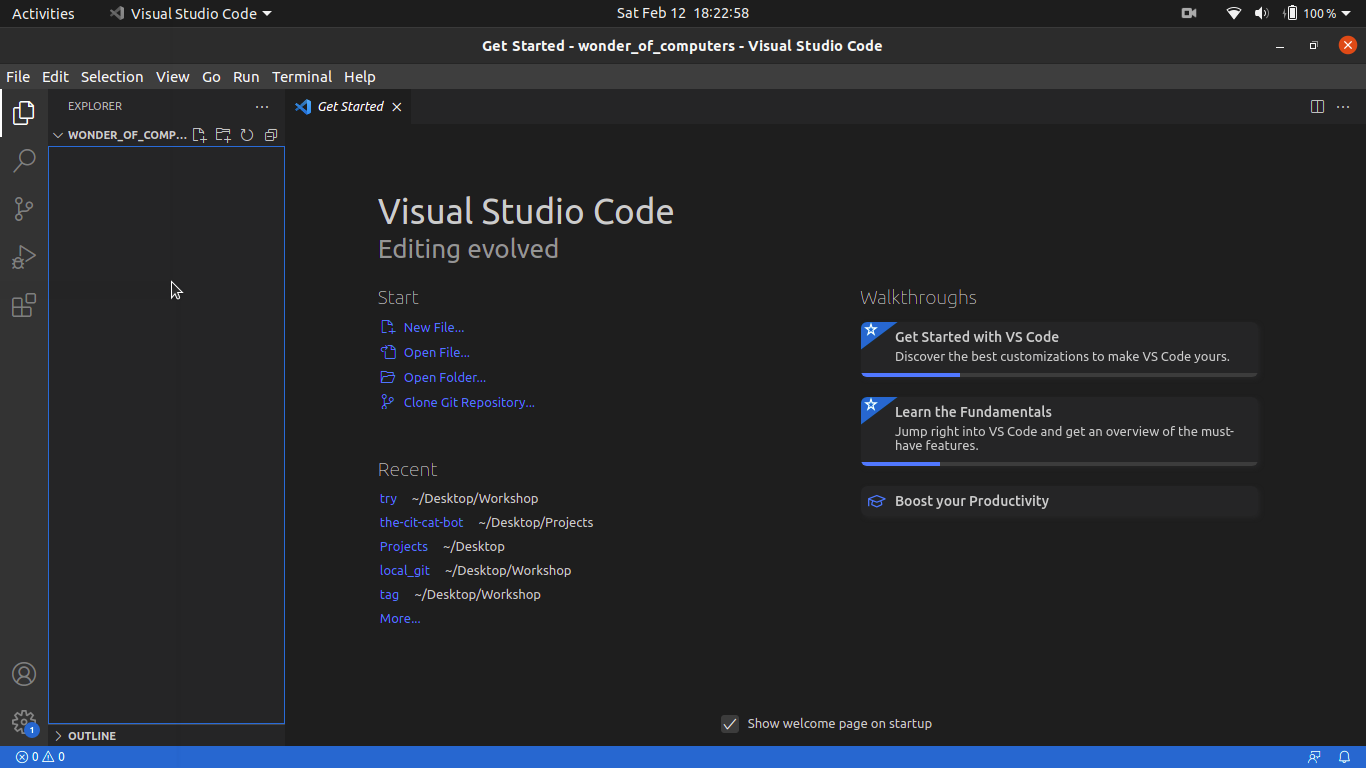 Activities Visual Studio Code Sat Feb 12 18:22:58 100 %
Get Started - wonder_of_computers - Visual Studio Code
File Edit Selection View Go Run Terminal Help
EXPLORER
Get Started
WONDER_OF_COMP...
Visual Studio Code
Editing evolved
Start
New File...
Open File...
Open Folder...
Clone Git Repository...
Recent
try ~/Desktop/Workshop
the-cit-cat-bot ~/Desktop/Projects
Projects ~/Desktop
local_git ~/Desktop/Workshop
tag ~/Desktop/Workshop
More...
Walkthroughs
Get Started with VS Code
Discover the best customizations to make VS Code yours.
Learn the Fundamentals
Jump right into VS Code and get an overview of the must-
have features.
Boost your Productivity
Show welcome page on startup
1
OUTLINE
0 0